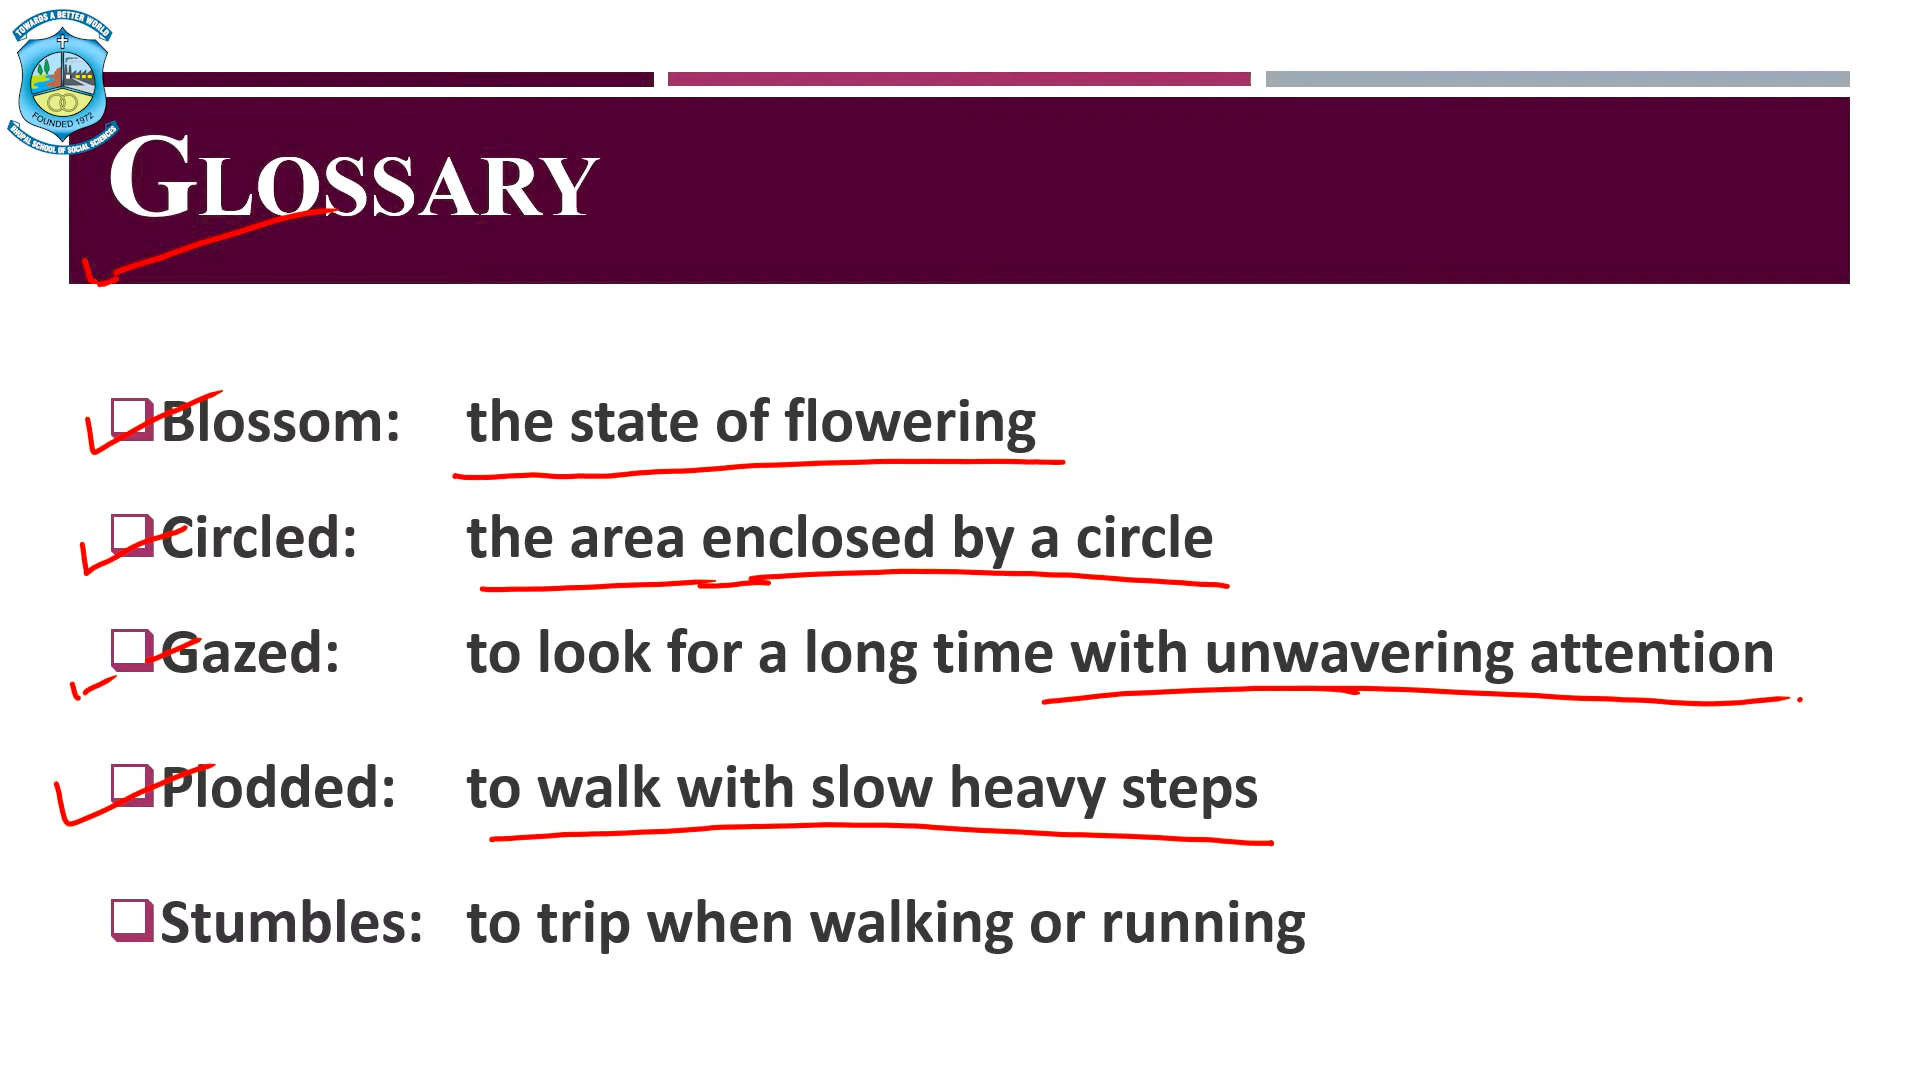 TOWARDS A BETTER WORLD
FOUNDED 1972
BHOPAL SCHOOL OF SOCIAL SCIENCES
GLOSSARY
Blossom: the state of flowering
Circled: the area enclosed by a circle
Gazed: to look for a long time with unwavering attention
Plodded: to walk with slow heavy steps
Stumbles: to trip when walking or running